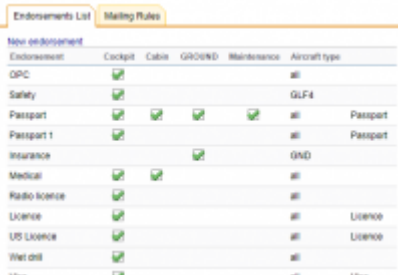 Endorsements List Mailing Rules
New endorsement
Endorsement Cockpit Cabin GROUND Maintenance Aircraft type
OPC all
Safety GLF4
Passport all Passport
Passport 1 all Passport
Insurance GND
Medical all
Radio licence all
Licence all Licence
US Licence all Licence
Wet drill all